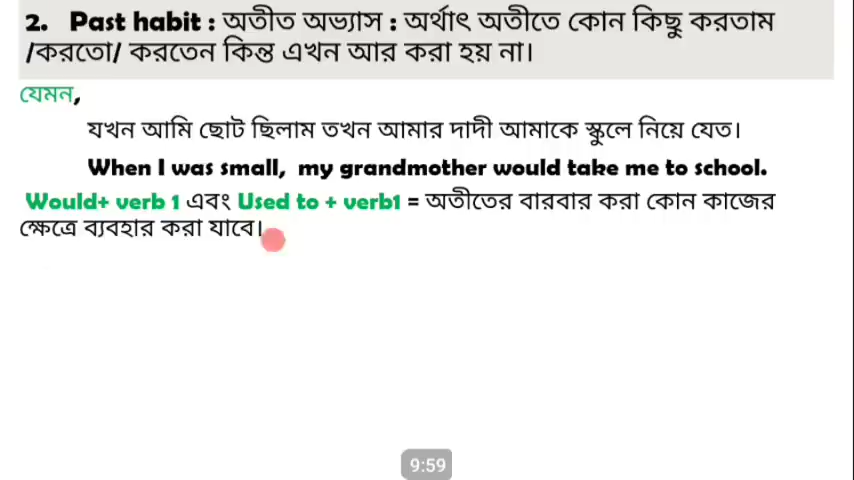 2. Past habit : অতীত অভ্যাস : অর্থাৎ অতীতে কোন কিছু করতাম
/করতো/ করতেন কিন্ত এখন আর করা হয় না।
যেমন,
যখন আমি ছোট ছিলাম তখন আমার দাদী আমাকে স্কুলে নিয়ে যেত।
When I was small, my grandmother would take me to school.
Would+ verb 1 এবং Used to + verb1 = অতীতের বারবার করা কোন কাজের
ক্ষেত্রে ব্যবহার করা যাবে।
9:59